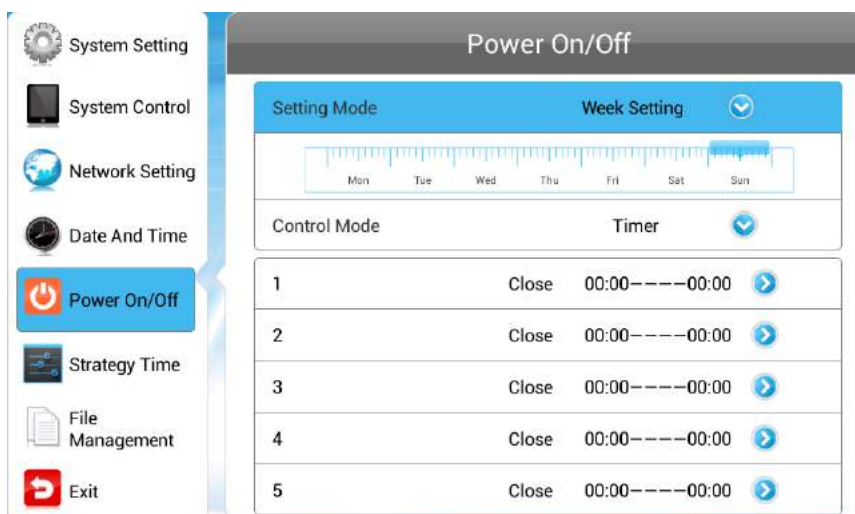 System Setting
System Control
Network Setting
Date And Time
Power On/Off
Strategy Time
File
Management
Exit
Power On/Off
Setting Mode Week Setting
Mon Tue Wed Thu Fri Sat Sun
Control Mode Timer
1 Close 00:00----00:00
2 Close 00:00----00:00
3 Close 00:00----00:00
4 Close 00:00----00:00
5 Close 00:00----00:00